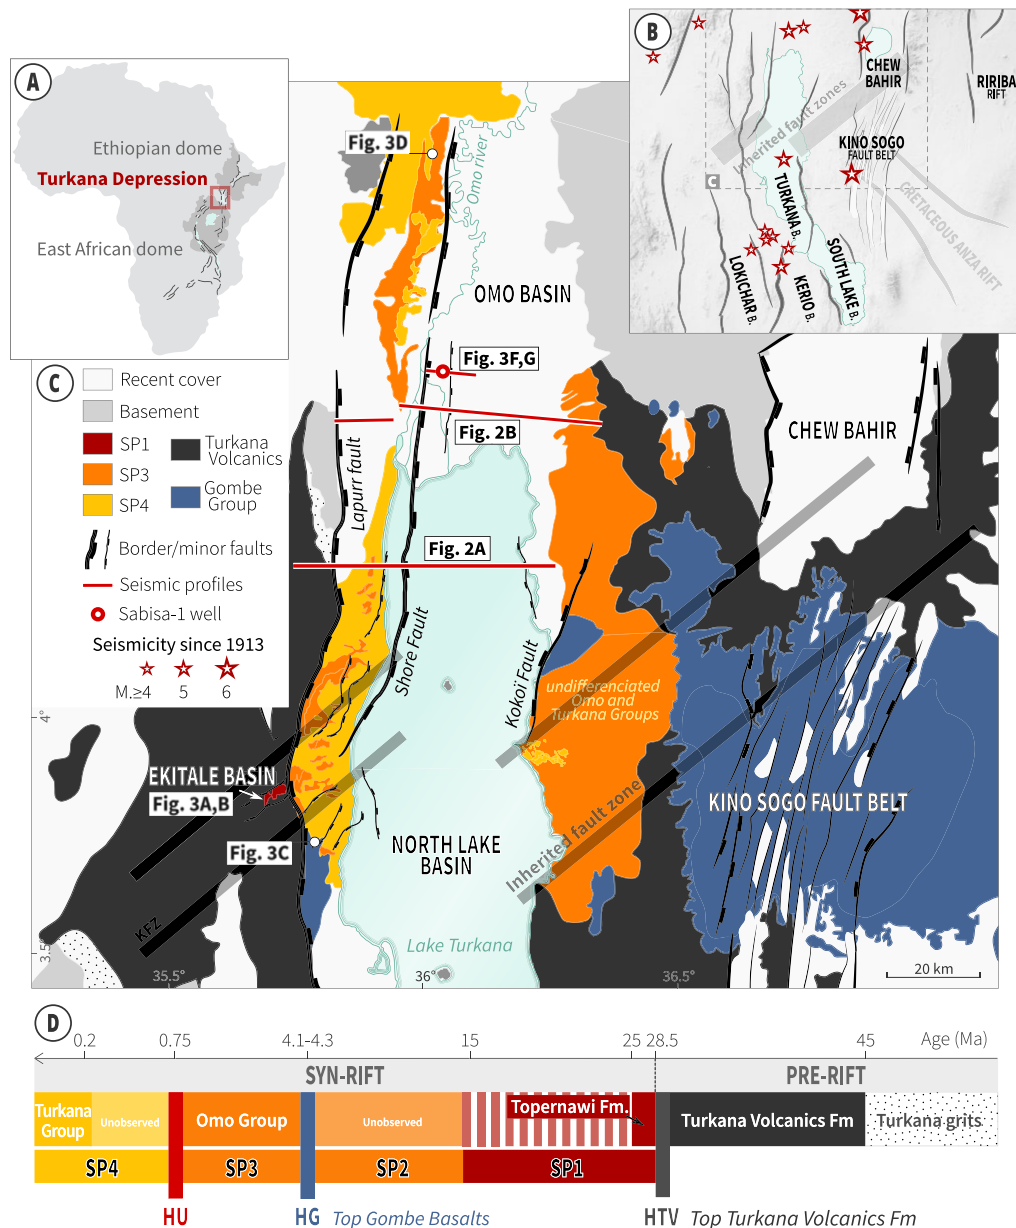 A
Ethiopian dome
Turkana Depression
East African dome
B
CHEW
BAHIR
RIRIBA
RIFT
Inherited fault zones
KINO SOGO
FAULT BELT
C
TURKANA B.
CRETACEOUS ANZA RIFT
LOKICHAR B.
KERIO B.
SOUTH LAKE B.
C
Recent cover
Basement
SP1
SP3
SP4
Turkana
Volcanics
Gombe
Group
Border/minor faults
Seismic profiles
Sabisa-1 well
Seismicity since 1913
M.≥4
5
6
Fig. 3D
Omo river
OMO BASIN
Fig. 3F,G
Fig. 2B
CHEW BAHIR
Lapurr fault
Fig. 2A
Shore Fault
Kokoï Fault
undifferenciated
Omo and
Turkana Groups
4°
EKITALE BASIN
Fig. 3A,B
Fig. 3C
KINO SOGO FAULT BELT
NORTH LAKE
BASIN
Inherited fault zone
KFZ
Lake Turkana
3.5°
35.5°
36°
36.5°
20 km
D
0.2
0.75
4.1-4.3
15
25
28.5
45
Age (Ma)
SYN-RIFT
PRE-RIFT
Turkana
Group
Unobserved
Omo Group
Unobserved
Topernawi Fm.
Turkana Volcanics Fm
Turkana grits
SP4
SP3
SP2
SP1
HU
HG
Top Gombe Basalts
HTV
Top Turkana Volcanics Fm